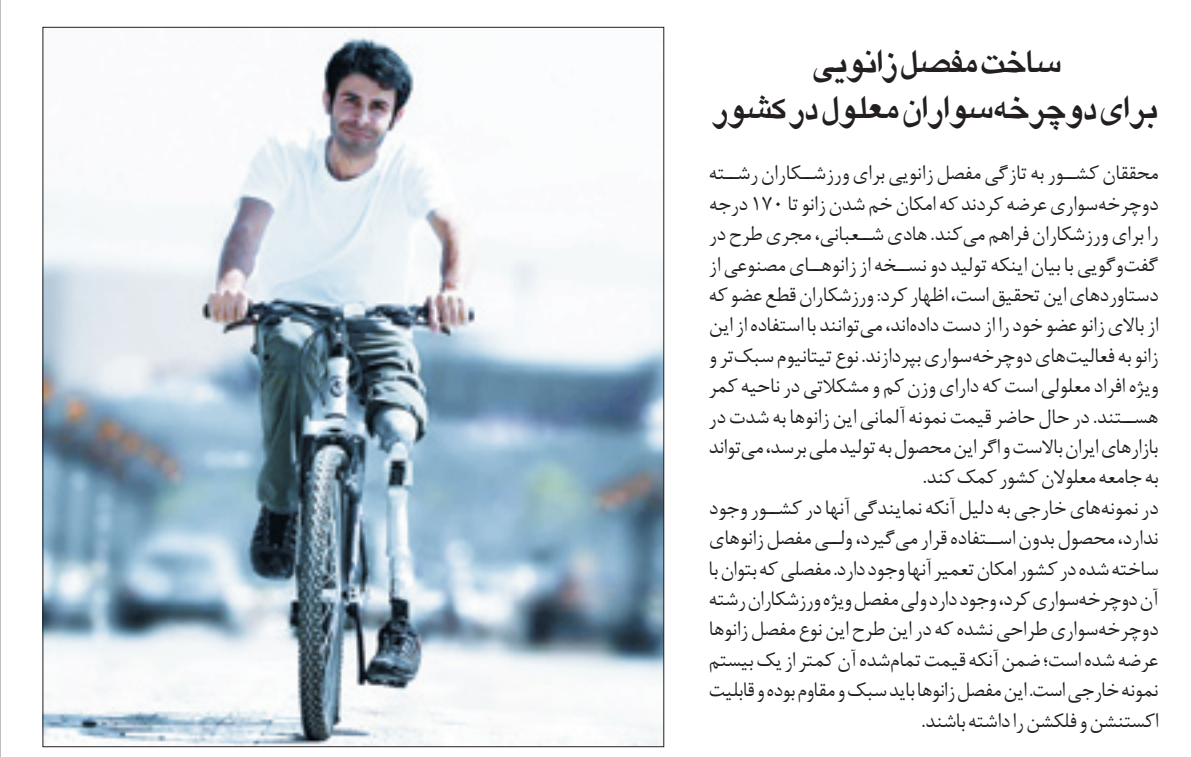 ساخت مفصل زانویی
برای دوچرخه‌سواران معلول در کشور
محققان کشور به تازگی مفصل زانویی برای ورزشکاران رشته
دوچرخه‌سواری عرضه کردند که امکان خم شدن زانو تا ۱۷۰ درجه
را برای ورزشکاران فراهم می‌کند. هادی شعبانی، مجری طرح در
گفت‌وگویی با بیان اینکه تولید دو نسخه از زانوهای مصنوعی از
دستاوردهای این تحقیق است، اظهار کرد: ورزشکاران قطع عضو که
از بالای زانو عضو خود را از دست داده‌اند، می‌توانند با استفاده از این
زانو به فعالیت‌های دوچرخه‌سواری بپردازند. نوع تیتانیوم سبک‌تر و
ویژه افراد معلولی است که دارای وزن کم و مشکلاتی در ناحیه کمر
هستند. در حال حاضر قیمت نمونه آلمانی این زانوها به شدت در
بازارهای ایران بالاست و اگر این محصول به تولید ملی برسد، می‌تواند
به جامعه معلولان کشور کمک کند.
در نمونه‌های خارجی به دلیل آنکه نمایندگی آنها در کشور وجود
ندارد، محصول بدون استفاده قرار می‌گیرد، ولی مفصل زانوهای
ساخته شده در کشور امکان تعمیر آنها وجود دارد. مفصلی که بتوان با
آن دوچرخه‌سواری کرد، وجود دارد ولی مفصل ویژه ورزشکاران رشته
دوچرخه‌سواری طراحی نشده که در این طرح این نوع مفصل زانوها
عرضه شده است؛ ضمن آنکه قیمت تمام‌شده آن کمتر از یک بیستم
نمونه خارجی است. این مفصل زانوها باید سبک و مقاوم بوده و قابلیت
اکستنشن و فلکشن را داشته باشند.